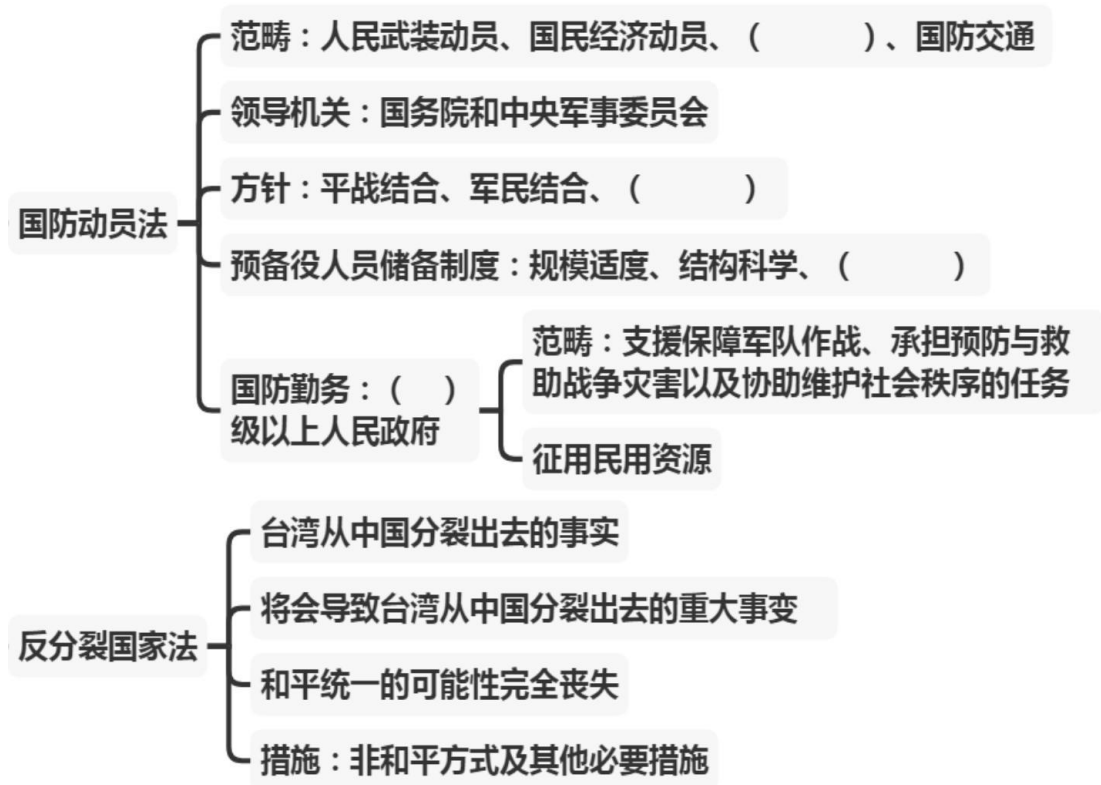 国防动员法
范畴：人民武装动员、国民经济动员、（　　　）、国防交通
领导机关：国务院和中央军事委员会
方针：平战结合、军民结合、（　　　）
预备役人员储备制度：规模适度、结构科学、（　　　）
国防勤务：（　）
级以上人民政府
范畴：支援保障军队作战、承担预防与救
助战争灾害以及协助维护社会秩序的任务
征用民用资源
反分裂国家法
台湾从中国分裂出去的事实
将会导致台湾从中国分裂出去的重大事变
和平统一的可能性完全丧失
措施：非和平方式及其他必要措施